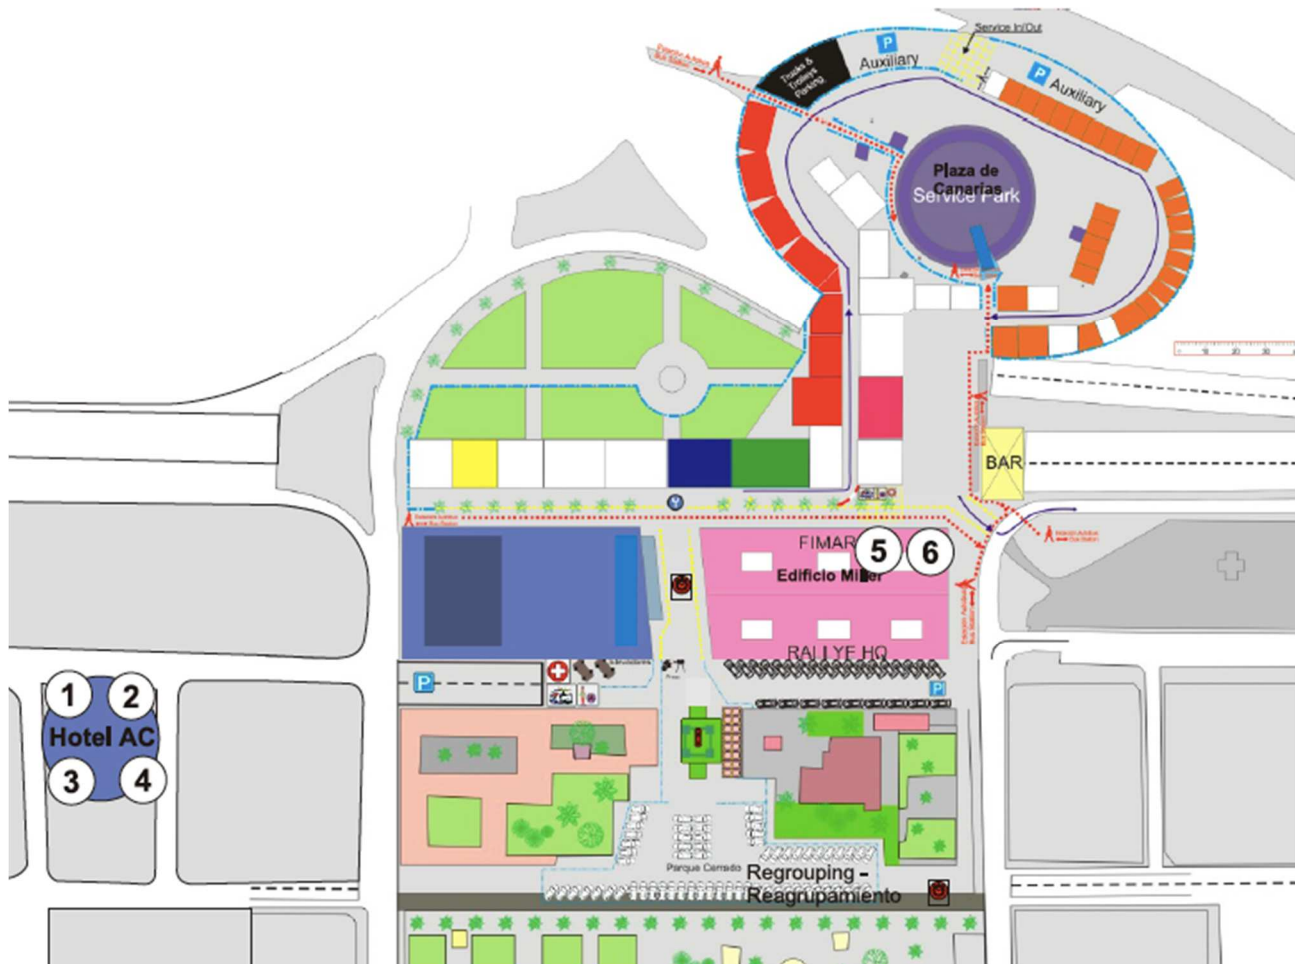 Service In/Out
P
Auxiliary
P
Auxiliary
Trucks &
Trolleys
Parking
Plaza de
Canarias
Service Park
BAR
FIMAR
5
6
Edificio Miller
RALLYE HQ
P
P
1
2
Hotel AC
3
4
Parque Cerrado
Regrouping -
Reagrupamiento